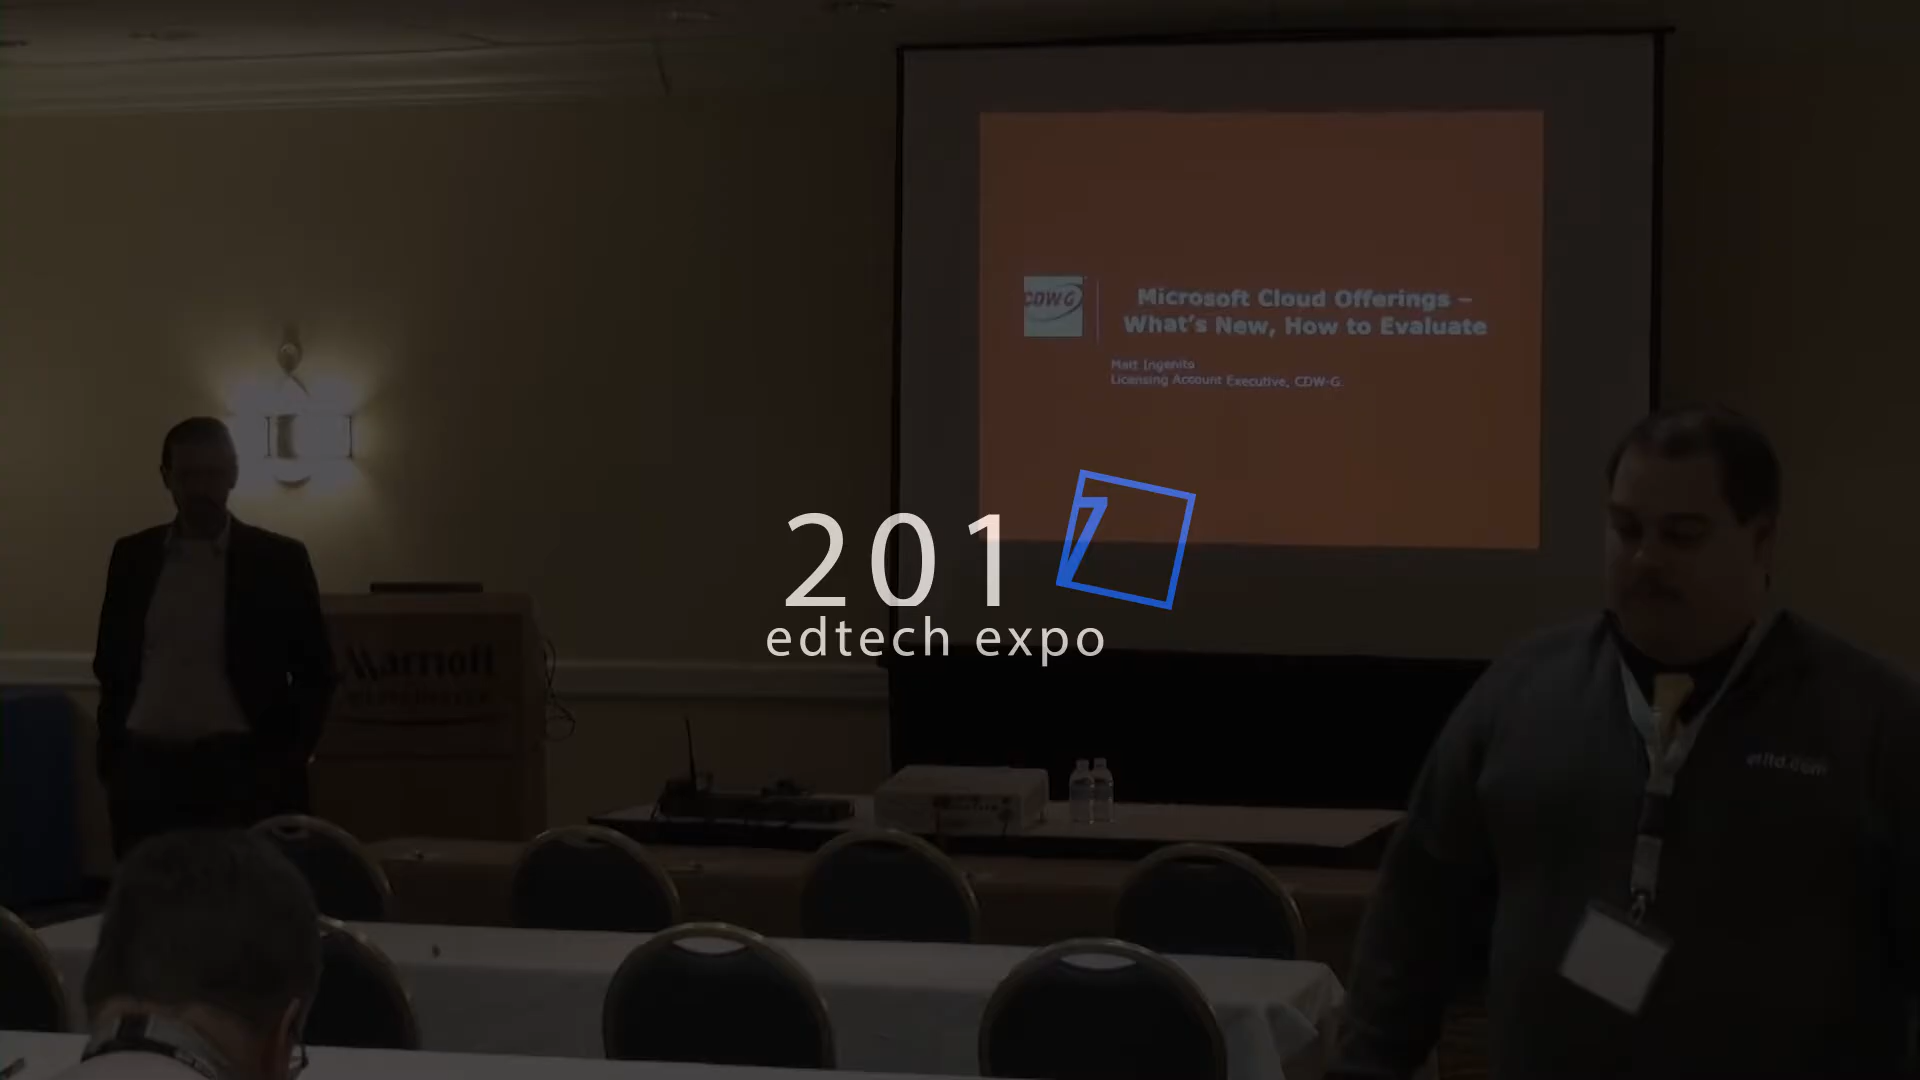 CDWG
Microsoft Cloud Offerings –
What's New, How to Evaluate
Matt Ingenito
Licensing Account Executive, CDW-G.
2017
edtech expo
Marriott